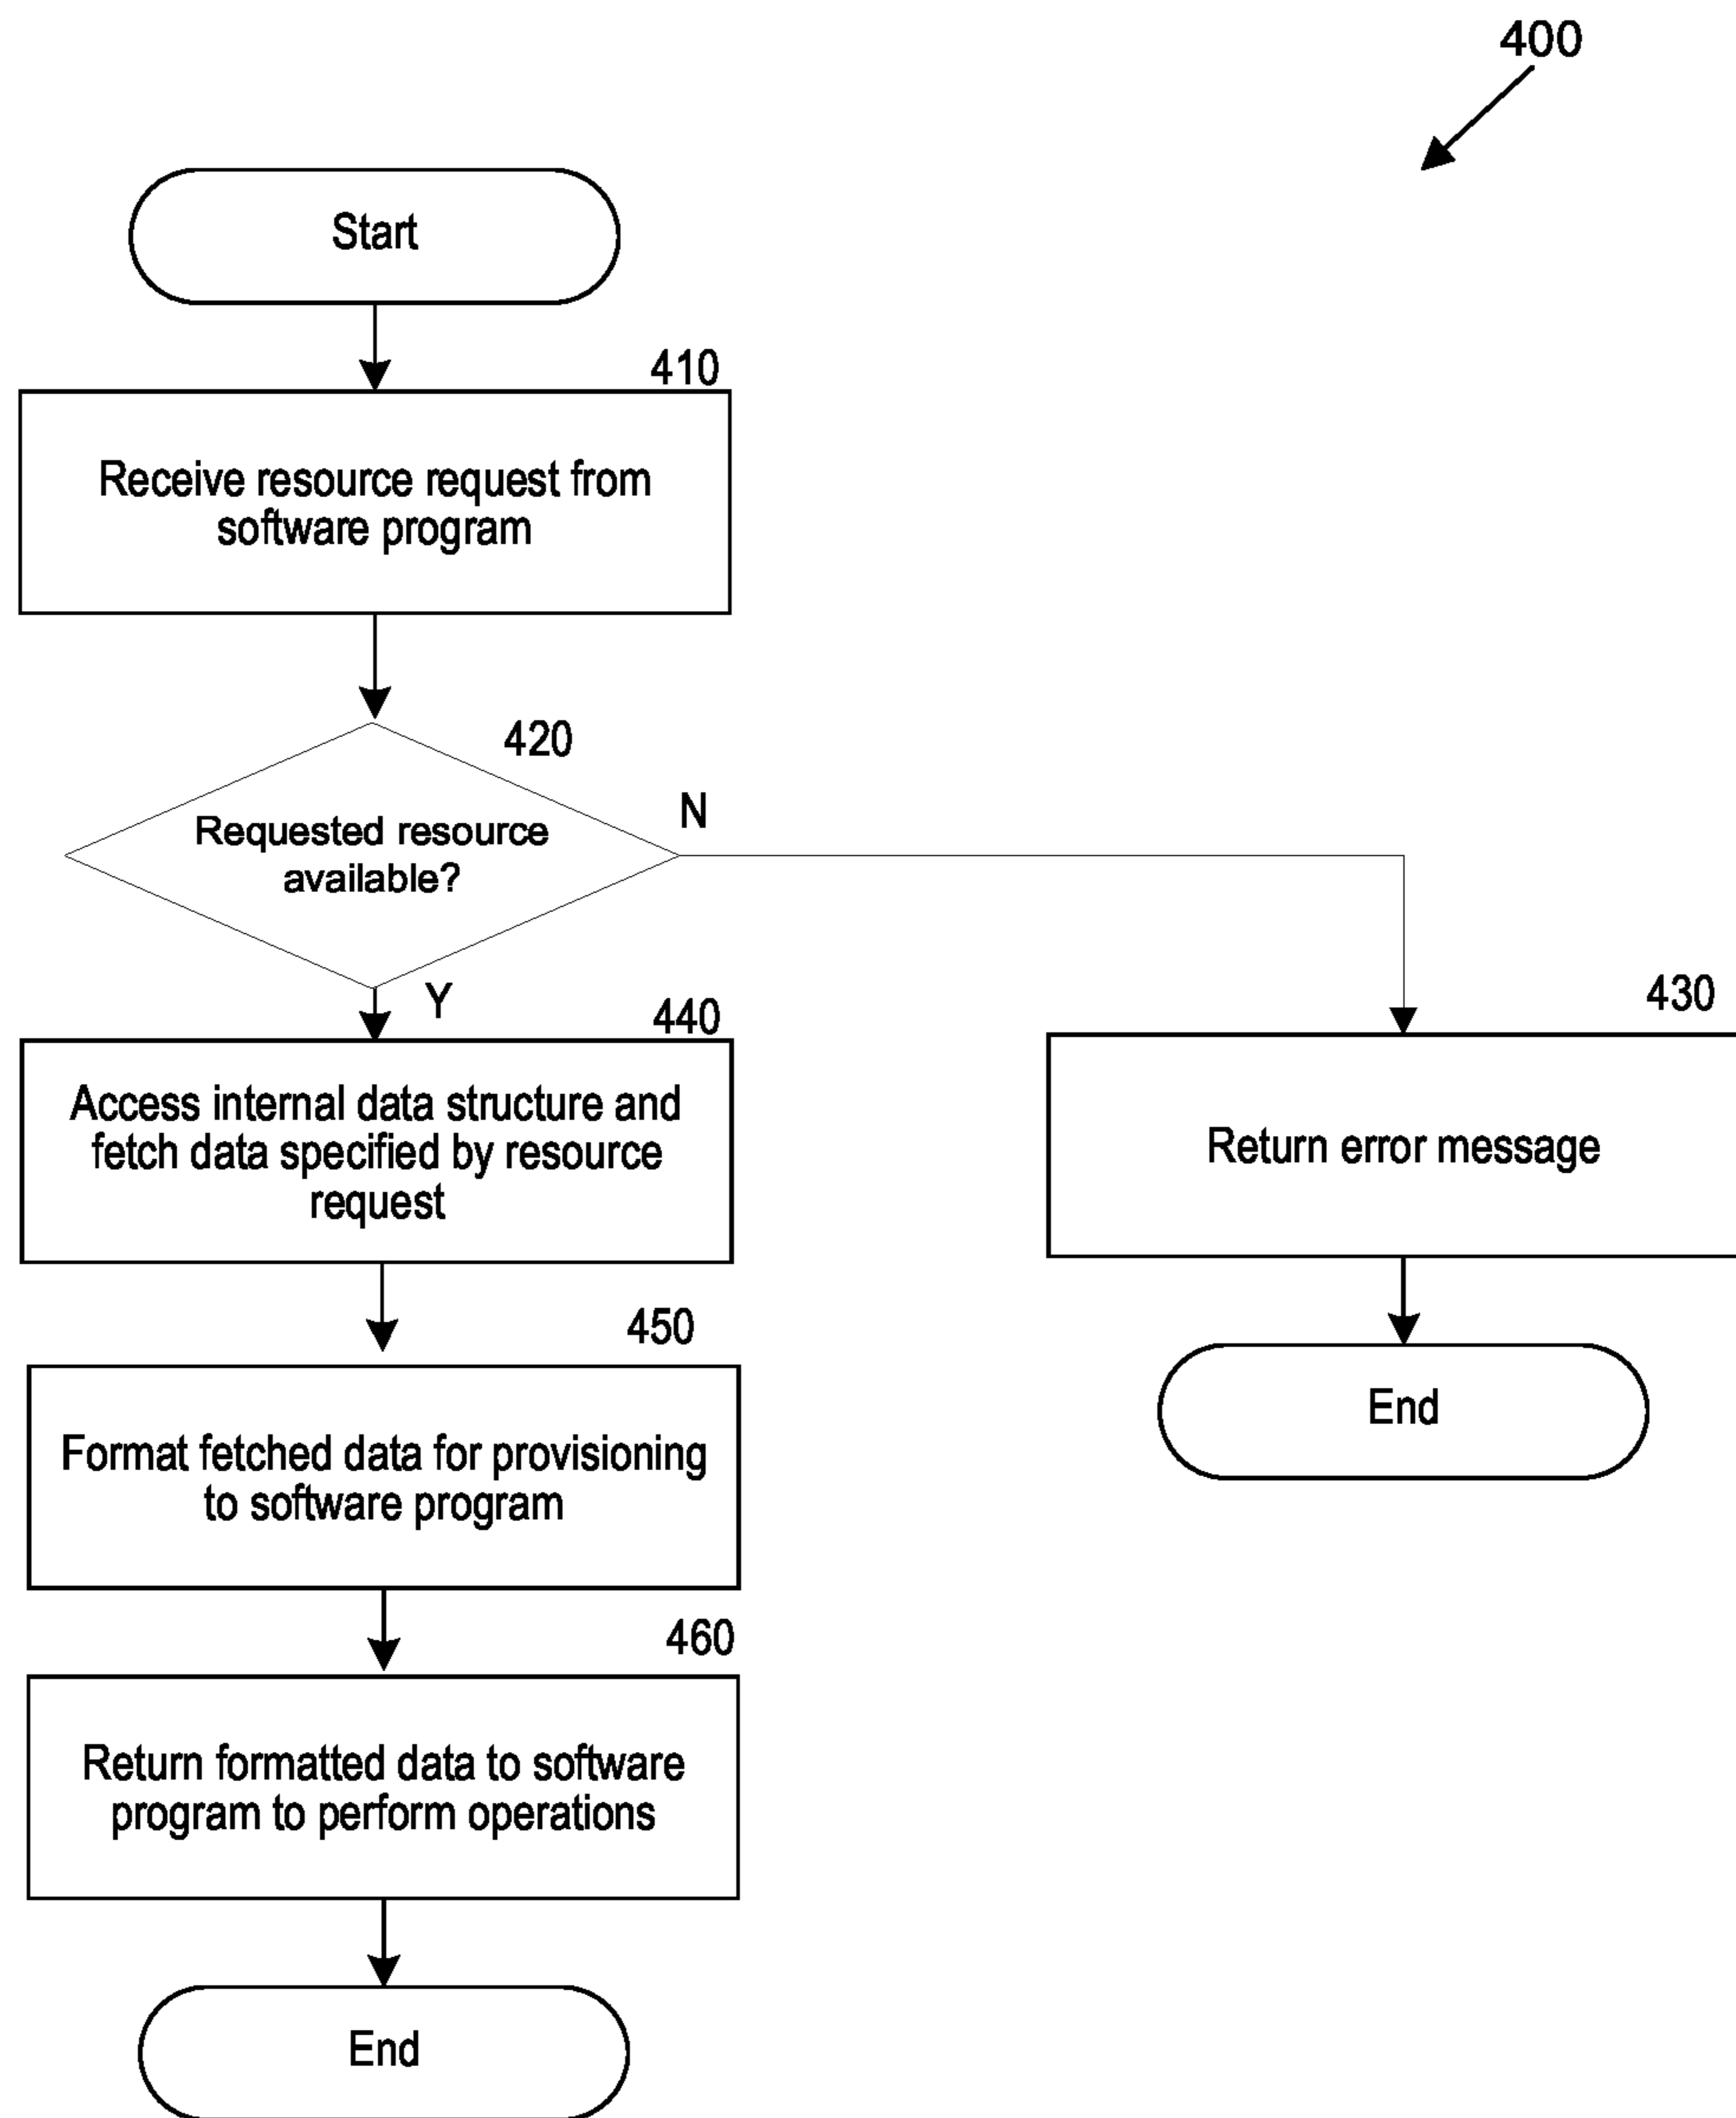 400
Start
410
Receive resource request from
software program
420
Requested resource
available?
N
Y
440
Access internal data structure and
fetch data specified by resource
request
430
Return error message
End
450
Format fetched data for provisioning
to software program
460
Return formatted data to software
program to perform operations
End